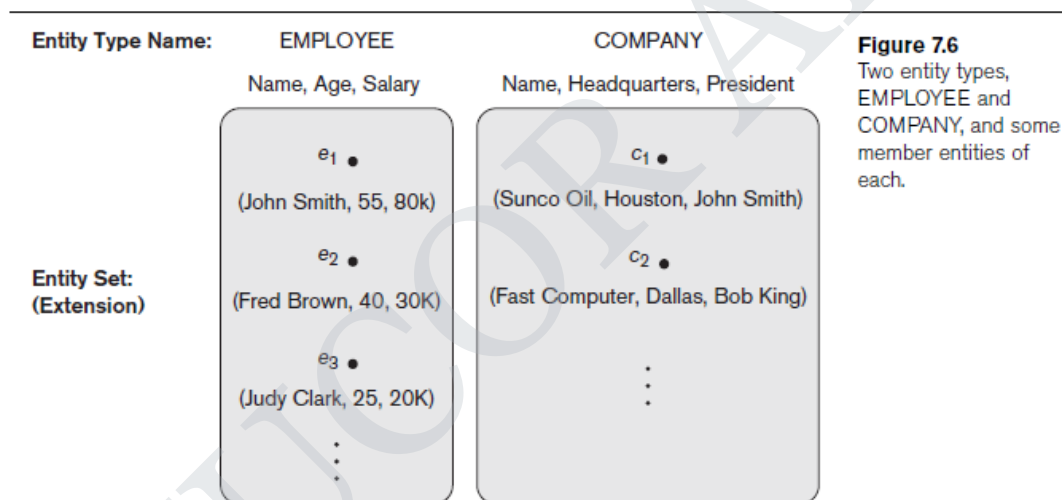 Entity Type Name: EMPLOYEE COMPANY
Name, Age, Salary Name, Headquarters, President
Figure 7.6
Two entity types,
EMPLOYEE and
COMPANY, and some
member entities of
each.
Entity Set:
(Extension)
e1
(John Smith, 55, 80k)
e2
(Fred Brown, 40, 30K)
e3
(Judy Clark, 25, 20K)
c1
(Sunco Oil, Houston, John Smith)
c2
(Fast Computer, Dallas, Bob King)